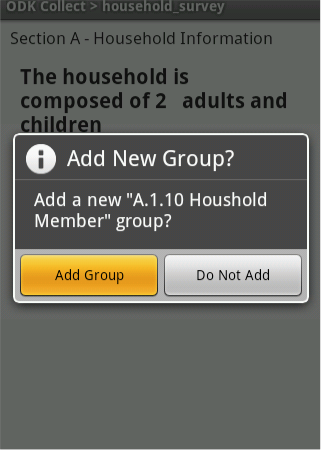 ODK Collect > household_survey
Section A - Household Information
The household is
composed of 2 adults and
children
Add New Group?
Add a new "A.1.10 Houshold
Member" group?
Add Group
Do Not Add